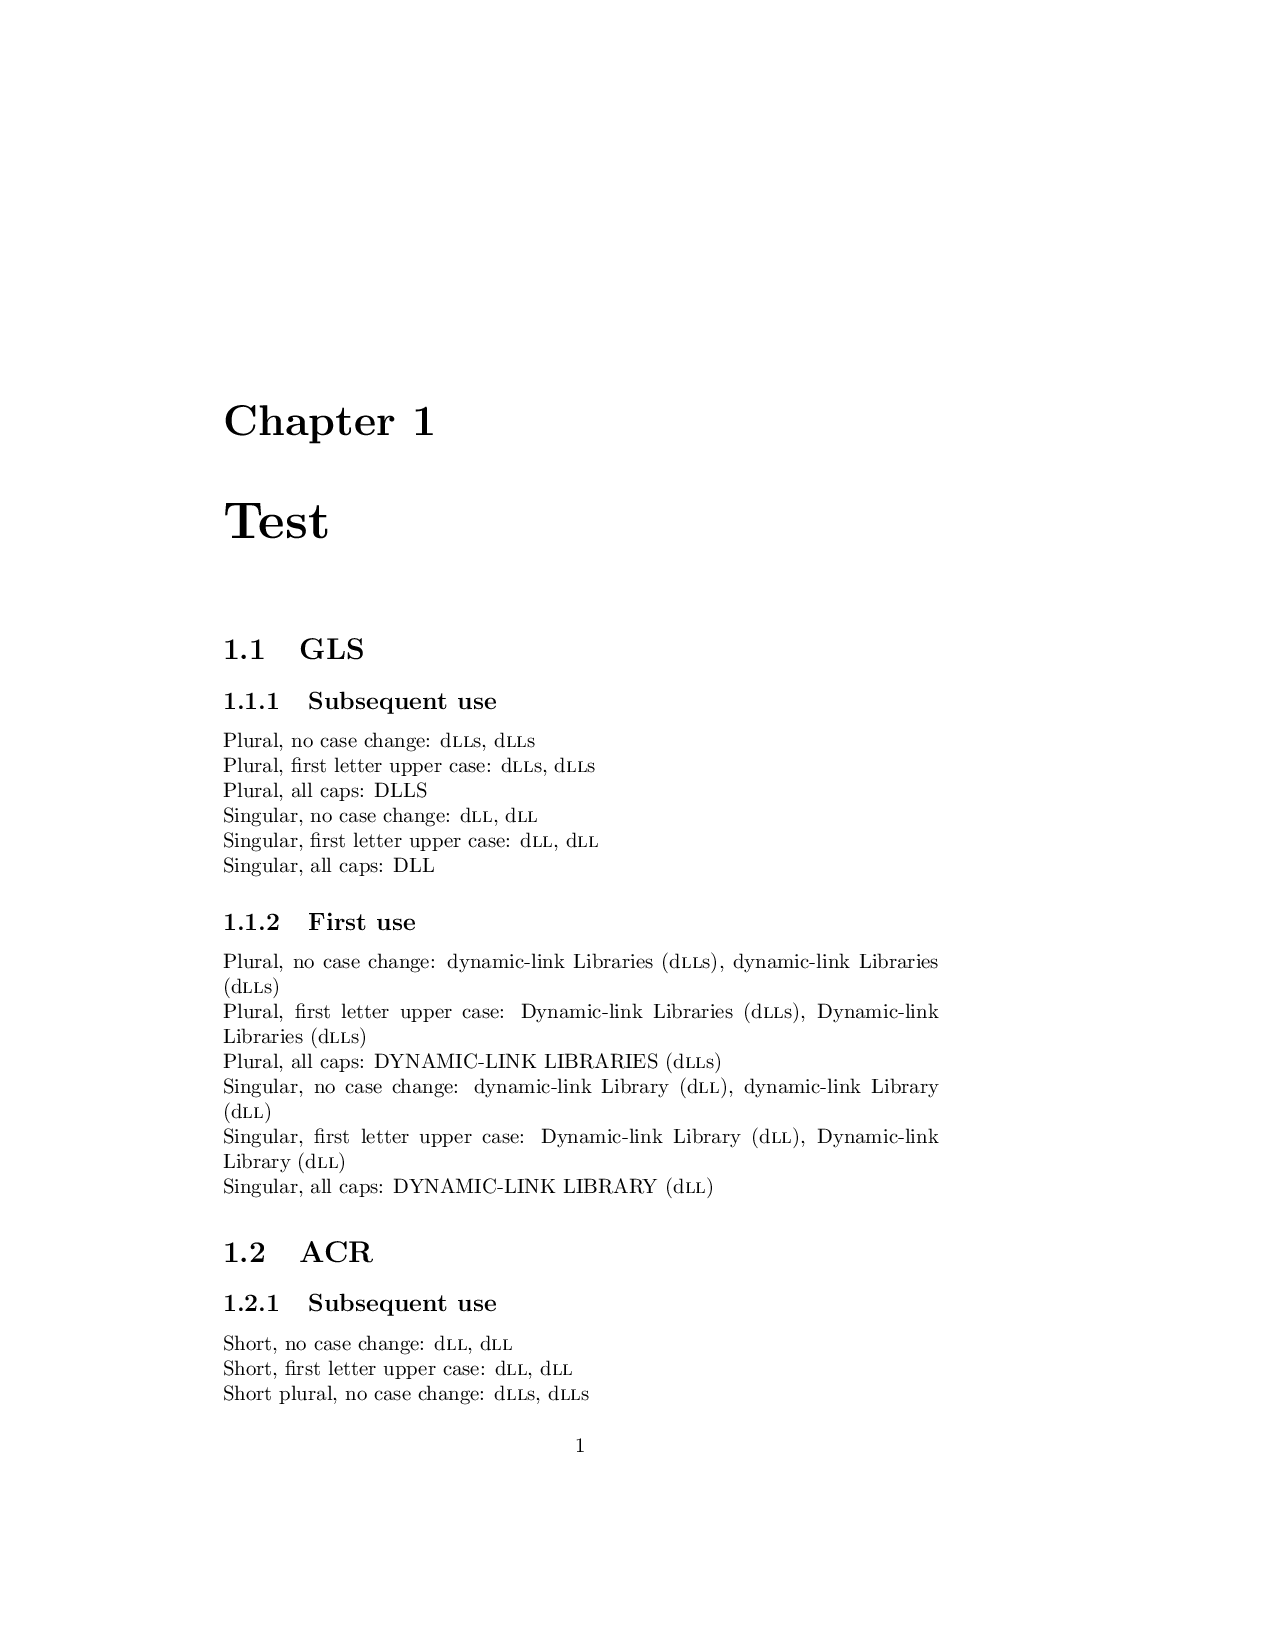 Chapter 1
Test
1.1 GLS
1.1.1 Subsequent use
Plural, no case change: dLLs, dLLs
Plural, first letter upper case: dLLs, dLLs
Plural, all caps: DLLS
Singular, no case change: dLL, dLL
Singular, first letter upper case: dLL, dLL
Singular, all caps: DLL
1.1.2 First use
Plural, no case change: dynamic-link Libraries (dLLs), dynamic-link Libraries
(dLLs)
Plural, first letter upper case: Dynamic-link Libraries (dLLs), Dynamic-link
Libraries (dLLs)
Plural, all caps: DYNAMIC-LINK LIBRARIES (dLLs)
Singular, no case change: dynamic-link Library (dLL), dynamic-link Library
(dLL)
Singular, first letter upper case: Dynamic-link Library (dLL), Dynamic-link
Library (dLL)
Singular, all caps: DYNAMIC-LINK LIBRARY (dLL)
1.2 ACR
1.2.1 Subsequent use
Short, no case change: dLL, dLL
Short, first letter upper case: dLL, dLL
Short plural, no case change: dLLs, dLLs
1